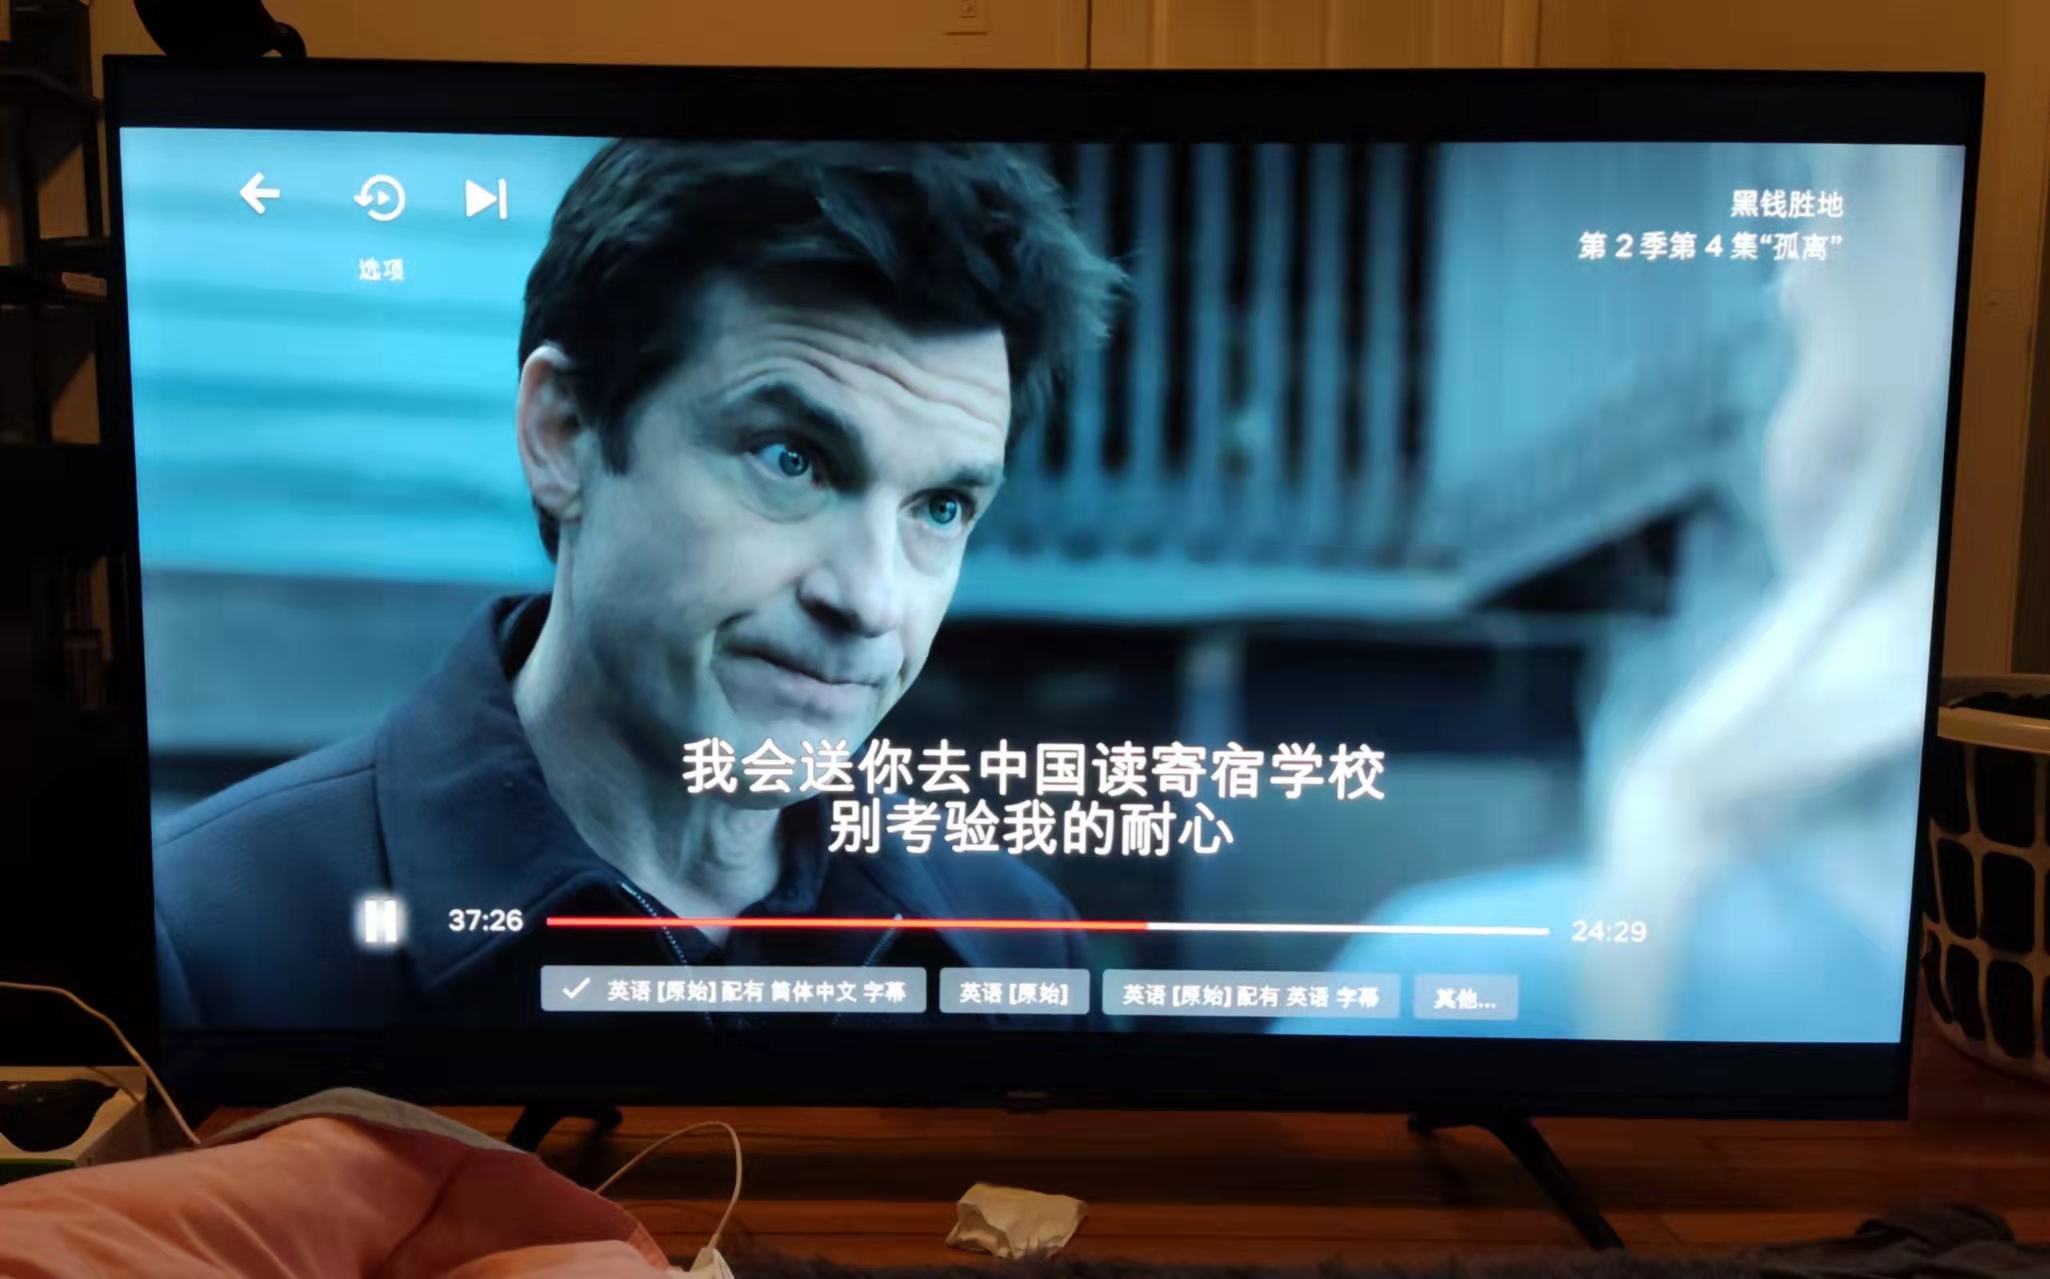 黑钱胜地
第 2 季第 4 集“孤离”
选项
我会送你去中国读寄宿学校
别考验我的耐心
37:26
24:29
英语 [原始] 配有 简体中文 字幕
英语 [原始]
英语 [原始] 配有 英语 字幕
其他...